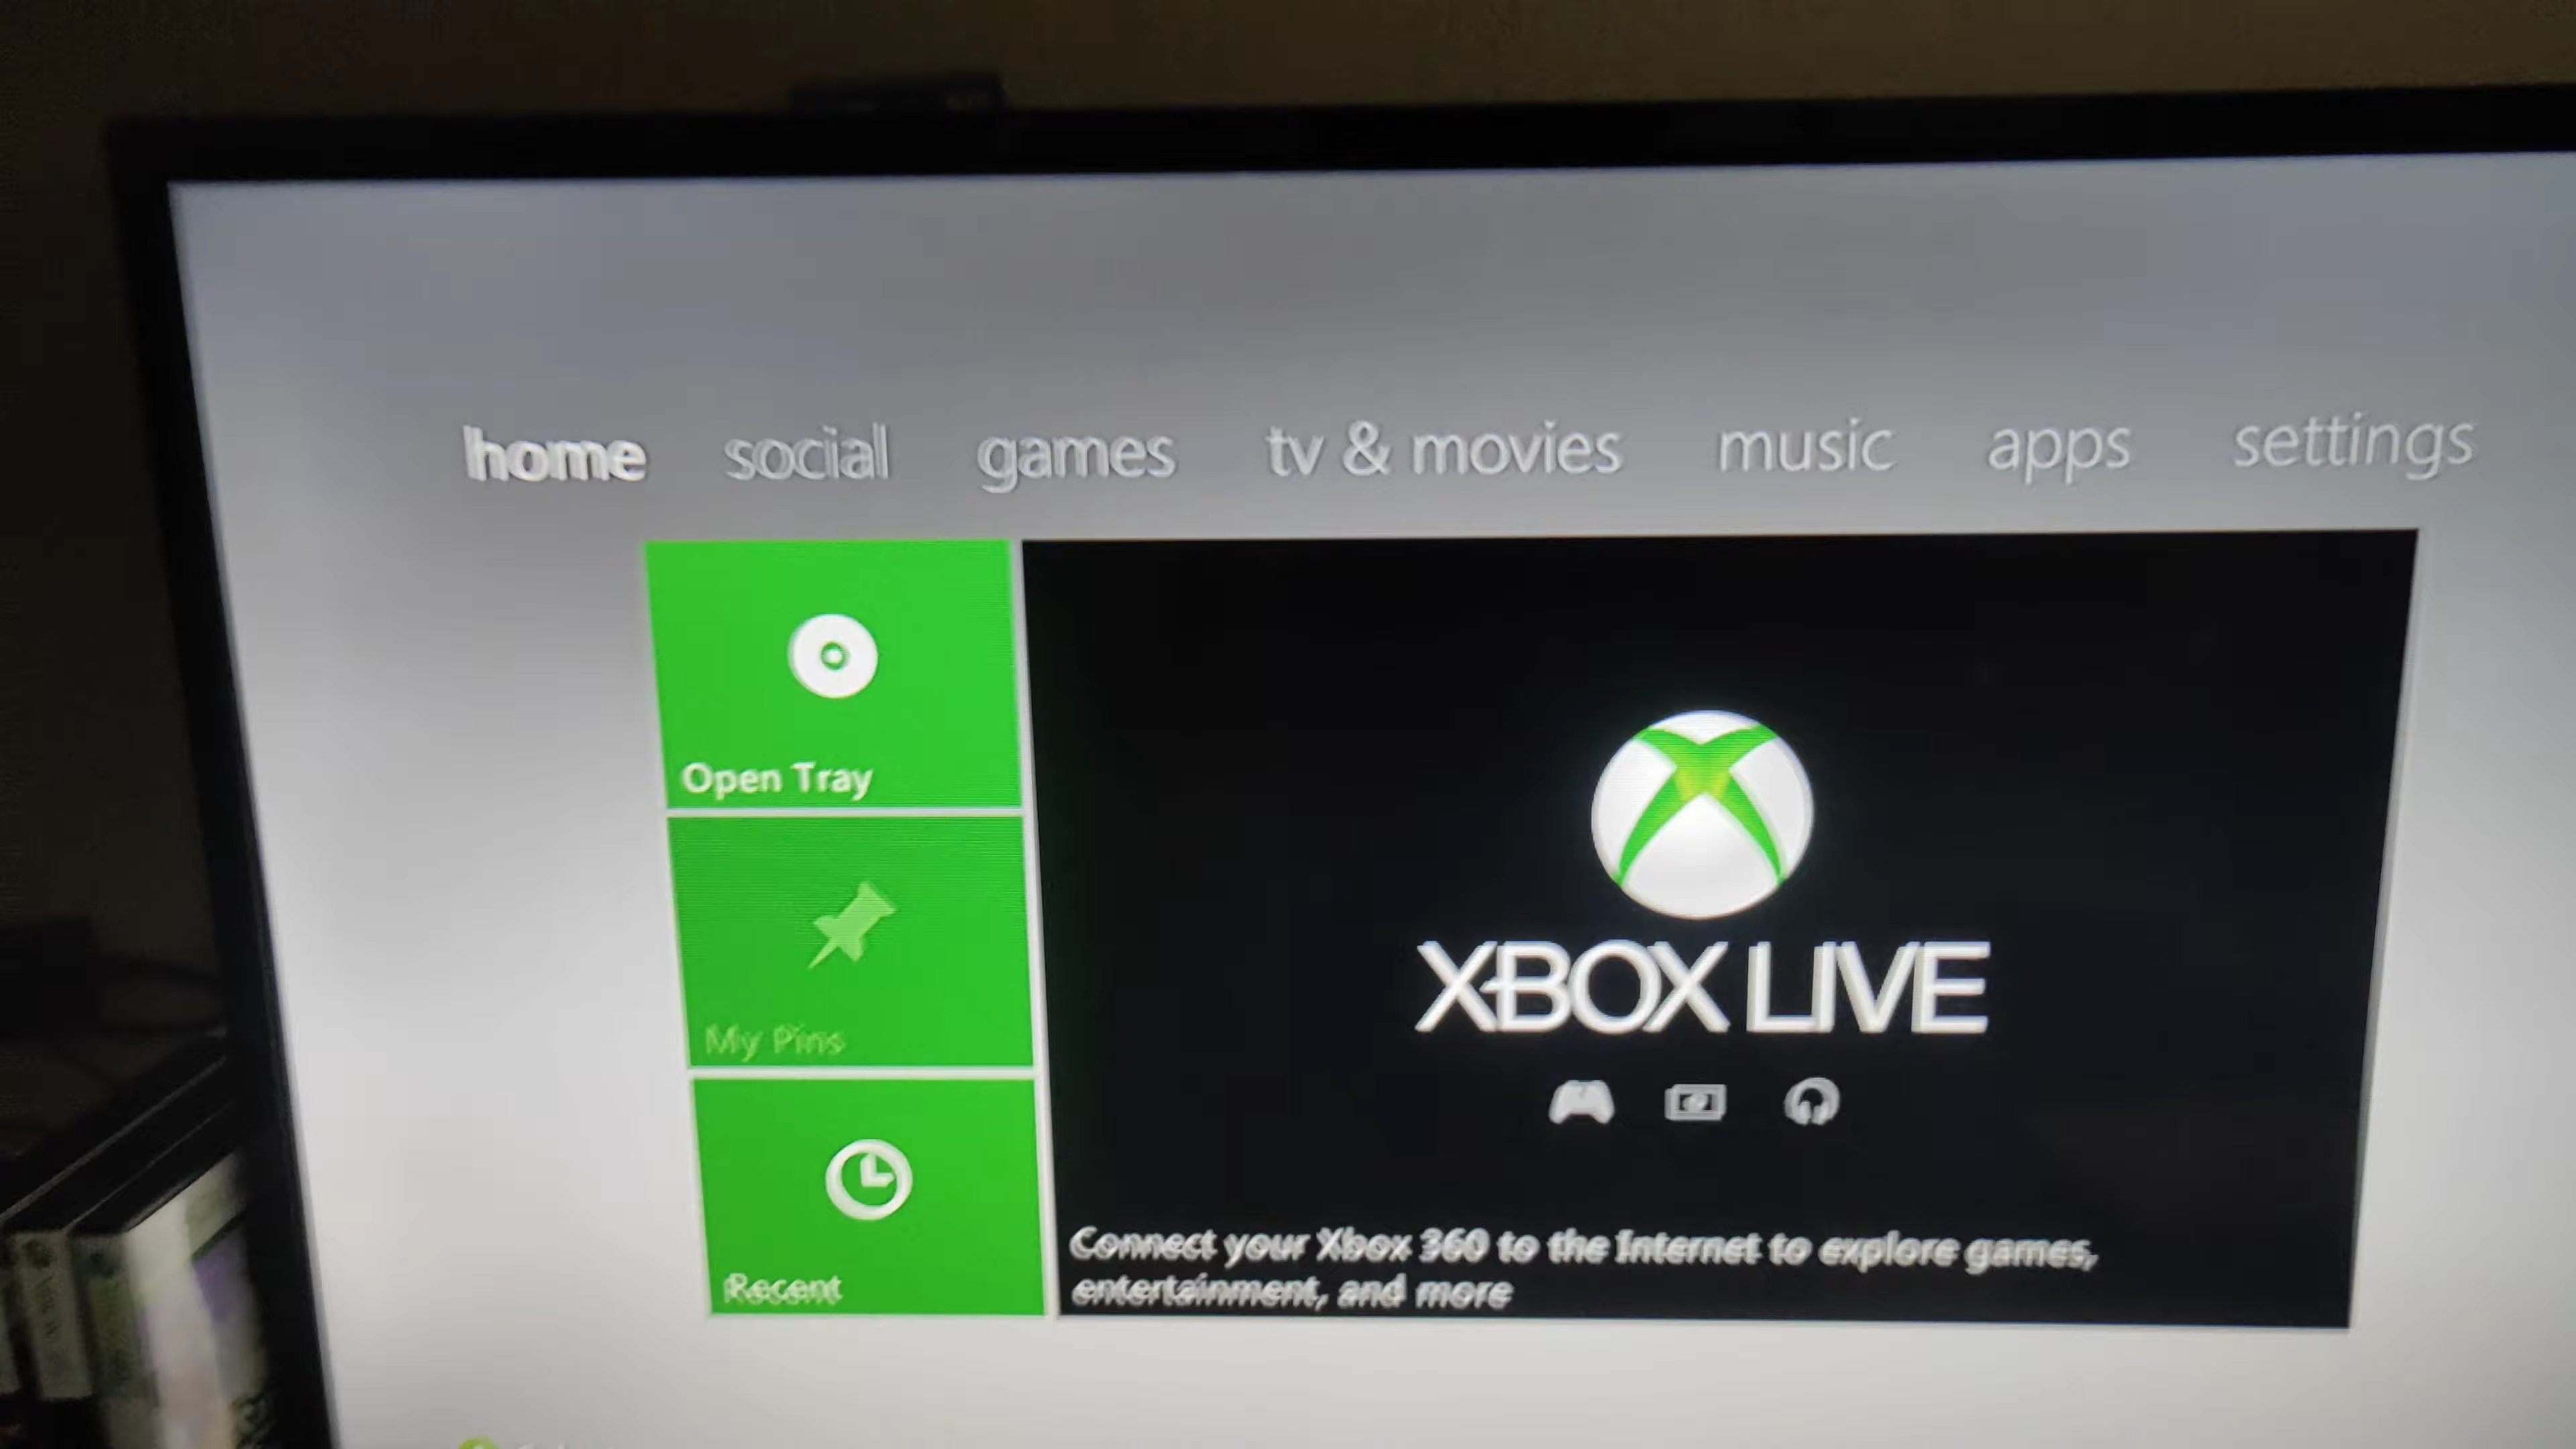 home social games tv & movies music apps settings
Open Tray
My Pins
Recent
XBOX LIVE
Connect your Xbox 360 to the Internet to explore games,
entertainment, and more